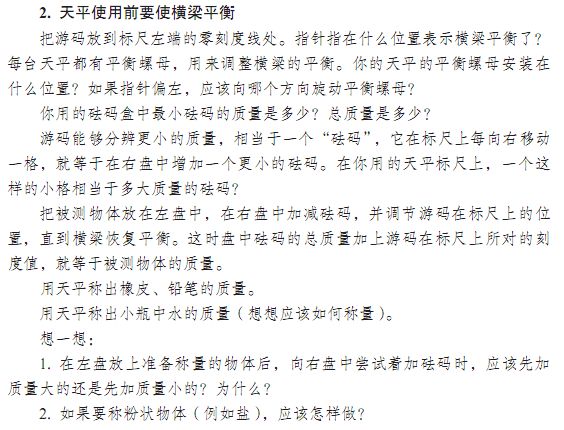 2. 天平使用前要使横梁平衡
把游码放到标尺左端的零刻度线处。指针指在什么位置表示横梁平衡了?
每台天平都有平衡螺母,用来调整横梁的平衡。你的天平的平衡螺母安装在
什么位置?如果指针偏左,应该向哪个方向旋动平衡螺母?
你用的砝码盒中最小砝码的质量是多少?总质量是多少?
游码能够分辨更小的质量,相当于一个“砝码”,它在标尺上每向右移动
一格,就等于在右盘中增加一个更小的砝码。在你用的天平标尺上,一个这
样的小格相当于多大质量的砝码?
把被测物体放在左盘中,在右盘中加减砝码,并调节游码在标尺上的位
置,直到横梁恢复平衡。这时盘中砝码的总质量加上游码在标尺上所对的刻
度值,就等于被测物体的质量。
用天平称出橡皮、铅笔的质量。
用天平称出小瓶中水的质量(想想应该如何称量)。
想一想:
1. 在左盘放上准备称量的物体后,向右盘中尝试着加砝码时,应该先加
质量大的还是先加质量小的?为什么?
2. 如果要称粉状物体(例如盐),应该怎样做?